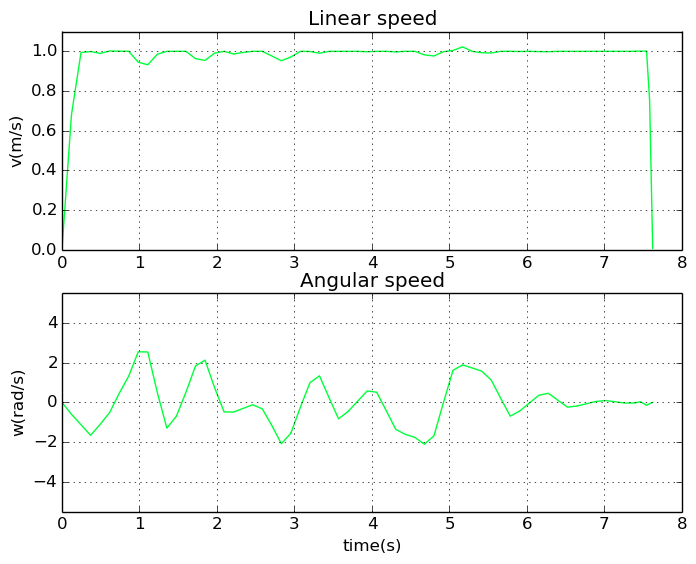 Linear speed
1.0
0.8
0.6
0.4
0.2
0.0
v(m/s)
0 1 2 3 4 5 6 7 8
Angular speed
4
2
0
−2
−4
w(rad/s)
0 1 2 3 4 5 6 7 8
time(s)